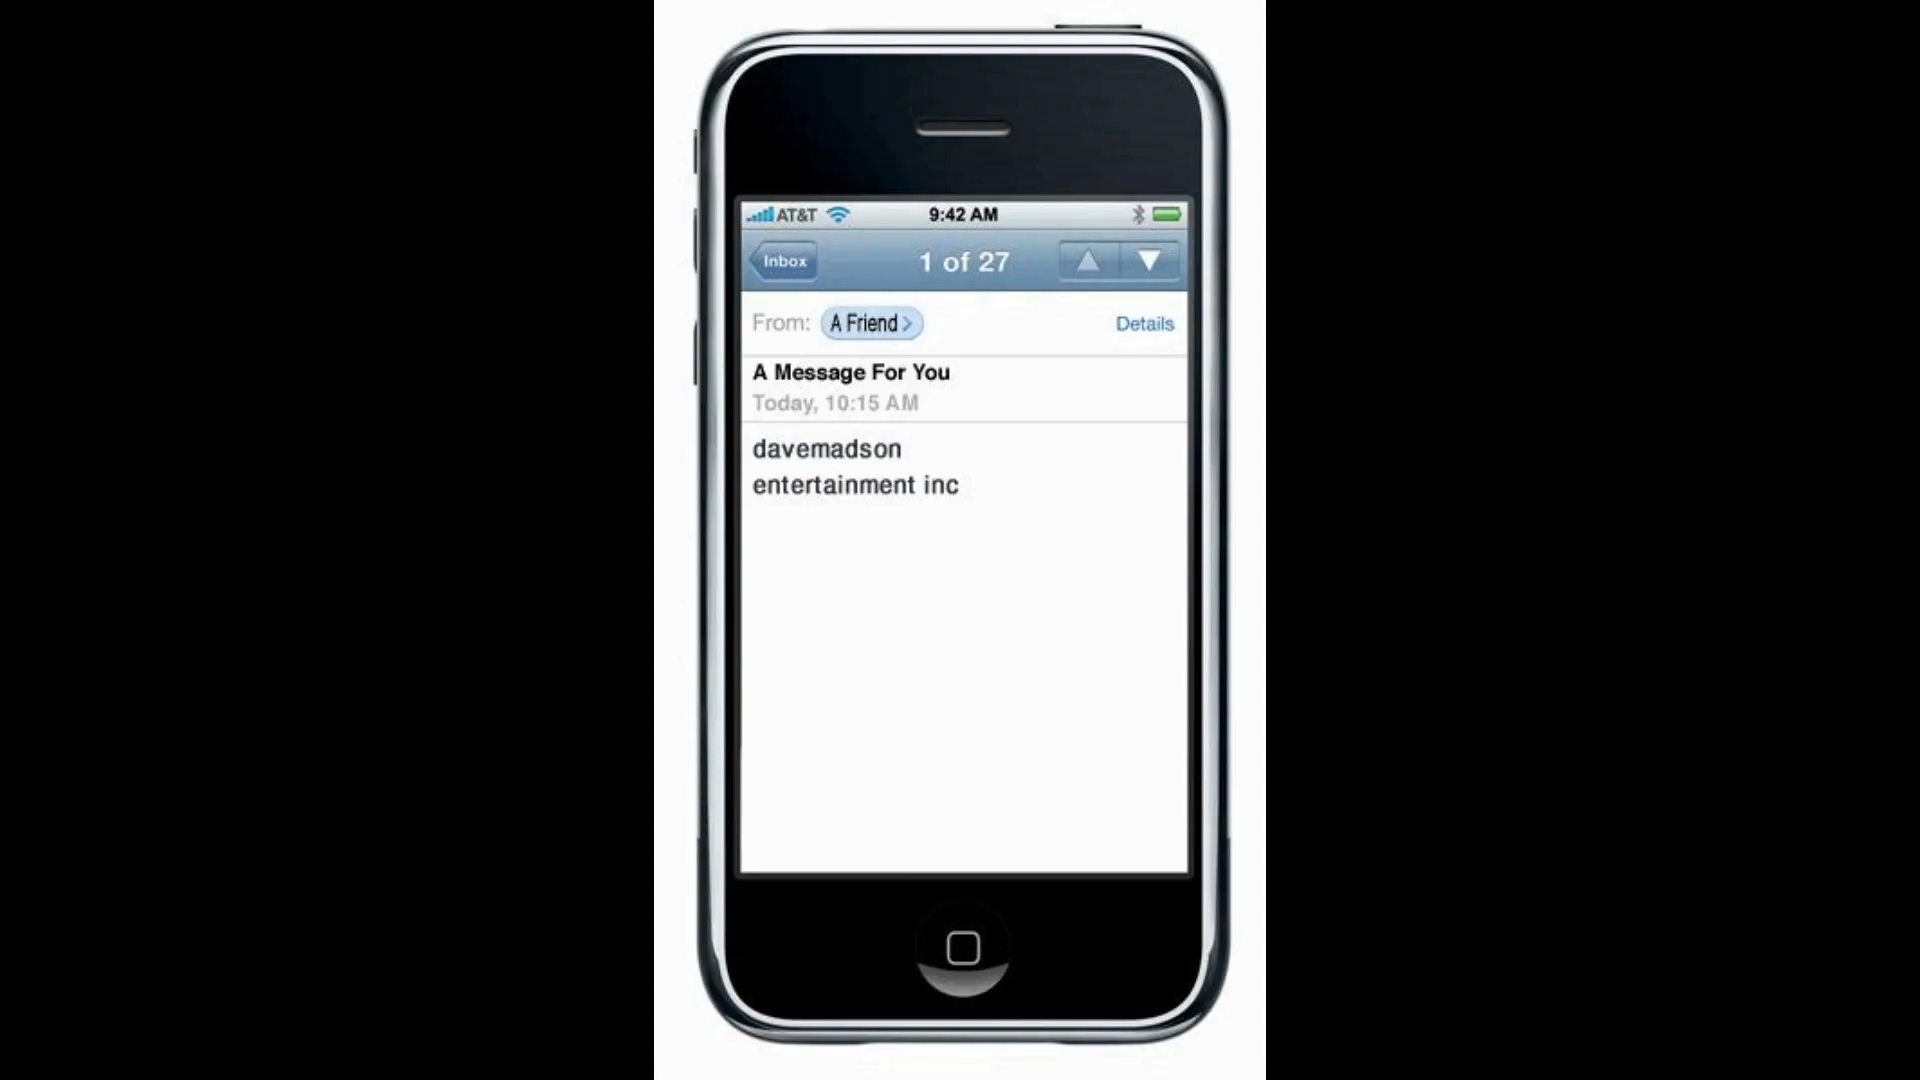 AT&T 9:42 AM
Inbox 1 of 27
From: A Friend Details
A Message For You
Today, 10:15 AM
davemadson
entertainment inc